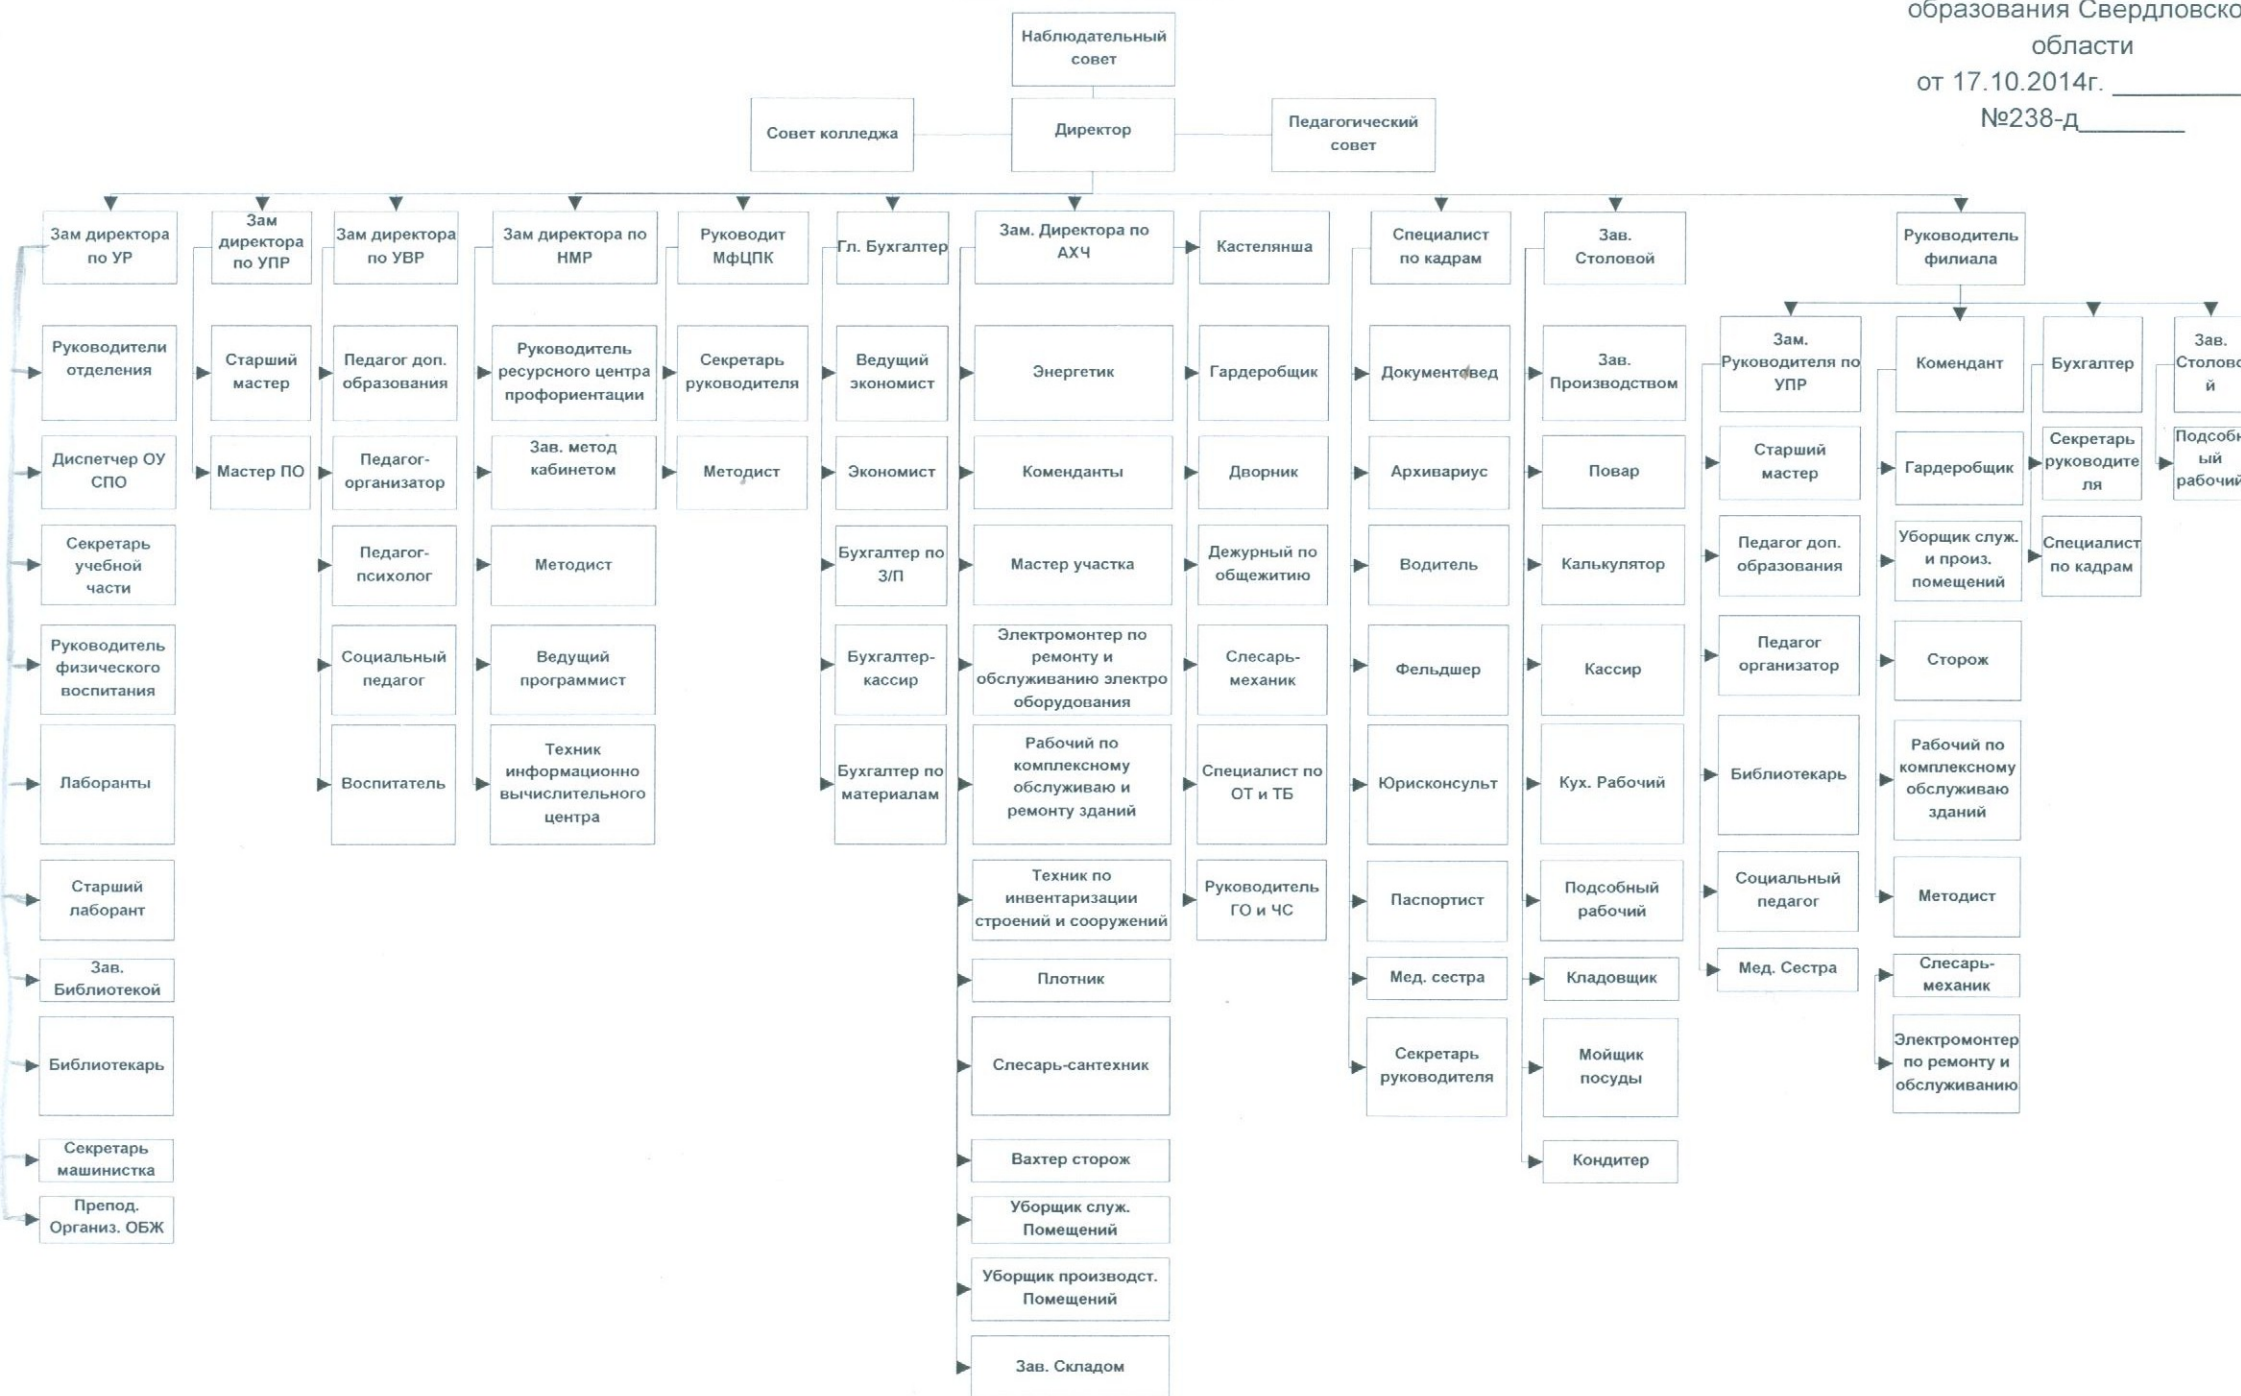 образования Свердловско
области
от 17.10.2014г. ________
№238-д_______
Наблюдательный
совет
Совет колледжа
Директор
Педагогический
совет
Зам директора
по УР
Зам
директора
по УПР
Зам директора
по УВР
Зам директора по
НМР
Руководит
МфЦПК
Гл. Бухгалтер
Зам. Директора по
АХЧ
Кастелянша
Специалист
по кадрам
Зав.
Столовой
Руководитель
филиала
Руководители
отделения
Диспетчер ОУ
СПО
Секретарь
учебной
части
Руководитель
физического
воспитания
Лаборанты
Старший
лаборант
Зав.
Библиотекой
Библиотекарь
Секретарь
машинистка
Препод.
Организ. ОБЖ
Старший
мастер
Мастер ПО
Педагог доп.
образования
Педагог-
организатор
Педагог-
психолог
Социальный
педагог
Воспитатель
Руководитель
ресурсного центра
профориентации
Зав. метод
кабинетом
Методист
Ведущий
программист
Техник
информационно
вычислительного
центра
Секретарь
руководителя
Методист
Ведущий
экономист
Экономист
Бухгалтер по
З/П
Бухгалтер-
кассир
Бухгалтер по
материалам
Энергетик
Коменданты
Мастер участка
Электромонтер по
ремонту и
обслуживанию электро
оборудования
Рабочий по
комплексному
обслуживаю и
ремонту зданий
Техник по
инвентаризации
строений и сооружений
Плотник
Слесарь-сантехник
Вахтер сторож
Уборщик служ.
Помещений
Уборщик производст.
Помещений
Зав. Складом
Гардеробщик
Дворник
Дежурный по
общежитию
Слесарь-
механик
Специалист по
ОТ и ТБ
Руководитель
ГО и ЧС
Документовед
Архивариус
Водитель
Фельдшер
Юрисконсульт
Паспортист
Мед. сестра
Секретарь
руководителя
Зав.
Производством
Повар
Калькулятор
Кассир
Кух. Рабочий
Подсобный
рабочий
Кладовщик
Мойщик
посуды
Кондитер
Зам.
Руководителя по
УПР
Старший
мастер
Педагог доп.
образования
Педагог
организатор
Библиотекарь
Социальный
педагог
Мед. Сестра
Комендант
Гардеробщик
Уборщик служ.
и произ.
помещений
Сторож
Рабочий по
комплексному
обслуживаю
зданий
Методист
Слесарь-
механик
Электромонтер
по ремонту и
обслуживанию
Бухгалтер
Секретарь
руководите
ля
Специалист
по кадрам
Зав.
Столово
й
Подсобн
ый
рабочий